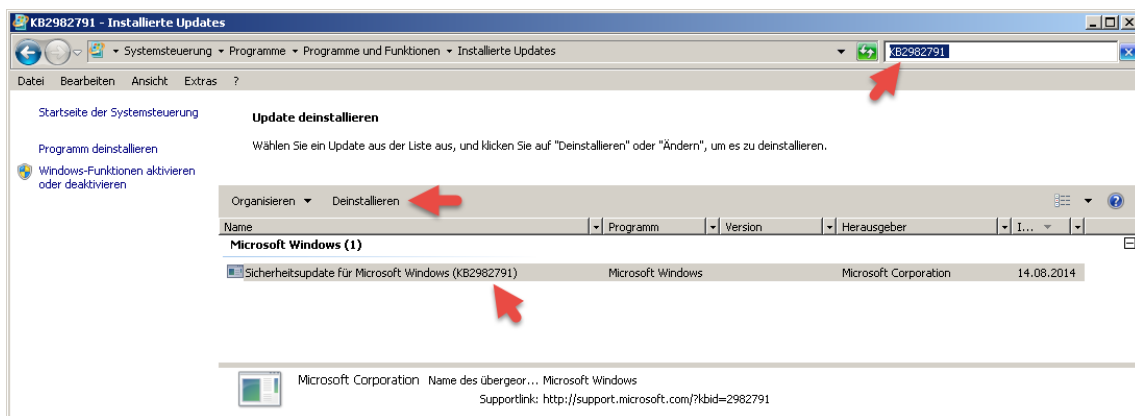 KB2982791 - Installierte Updates
Systemsteuerung Programme Programme und Funktionen Installierte Updates KB2982791
Datei Bearbeiten Ansicht Extras ?
Startseite der Systemsteuerung
Programm deinstallieren
Windows-Funktionen aktivieren
oder deaktivieren
Update deinstallieren
Wählen Sie ein Update aus der Liste aus, und klicken Sie auf "Deinstallieren" oder "Ändern", um es zu deinstallieren.
Organisieren Deinstallieren
Name Programm Version Herausgeber I...
Microsoft Windows (1)
Sicherheitsupdate für Microsoft Windows (KB2982791) Microsoft Windows Microsoft Corporation 14.08.2014
Microsoft Corporation Name des übergeor... Microsoft Windows
Supportlink: http://support.microsoft.com/?kbid=2982791